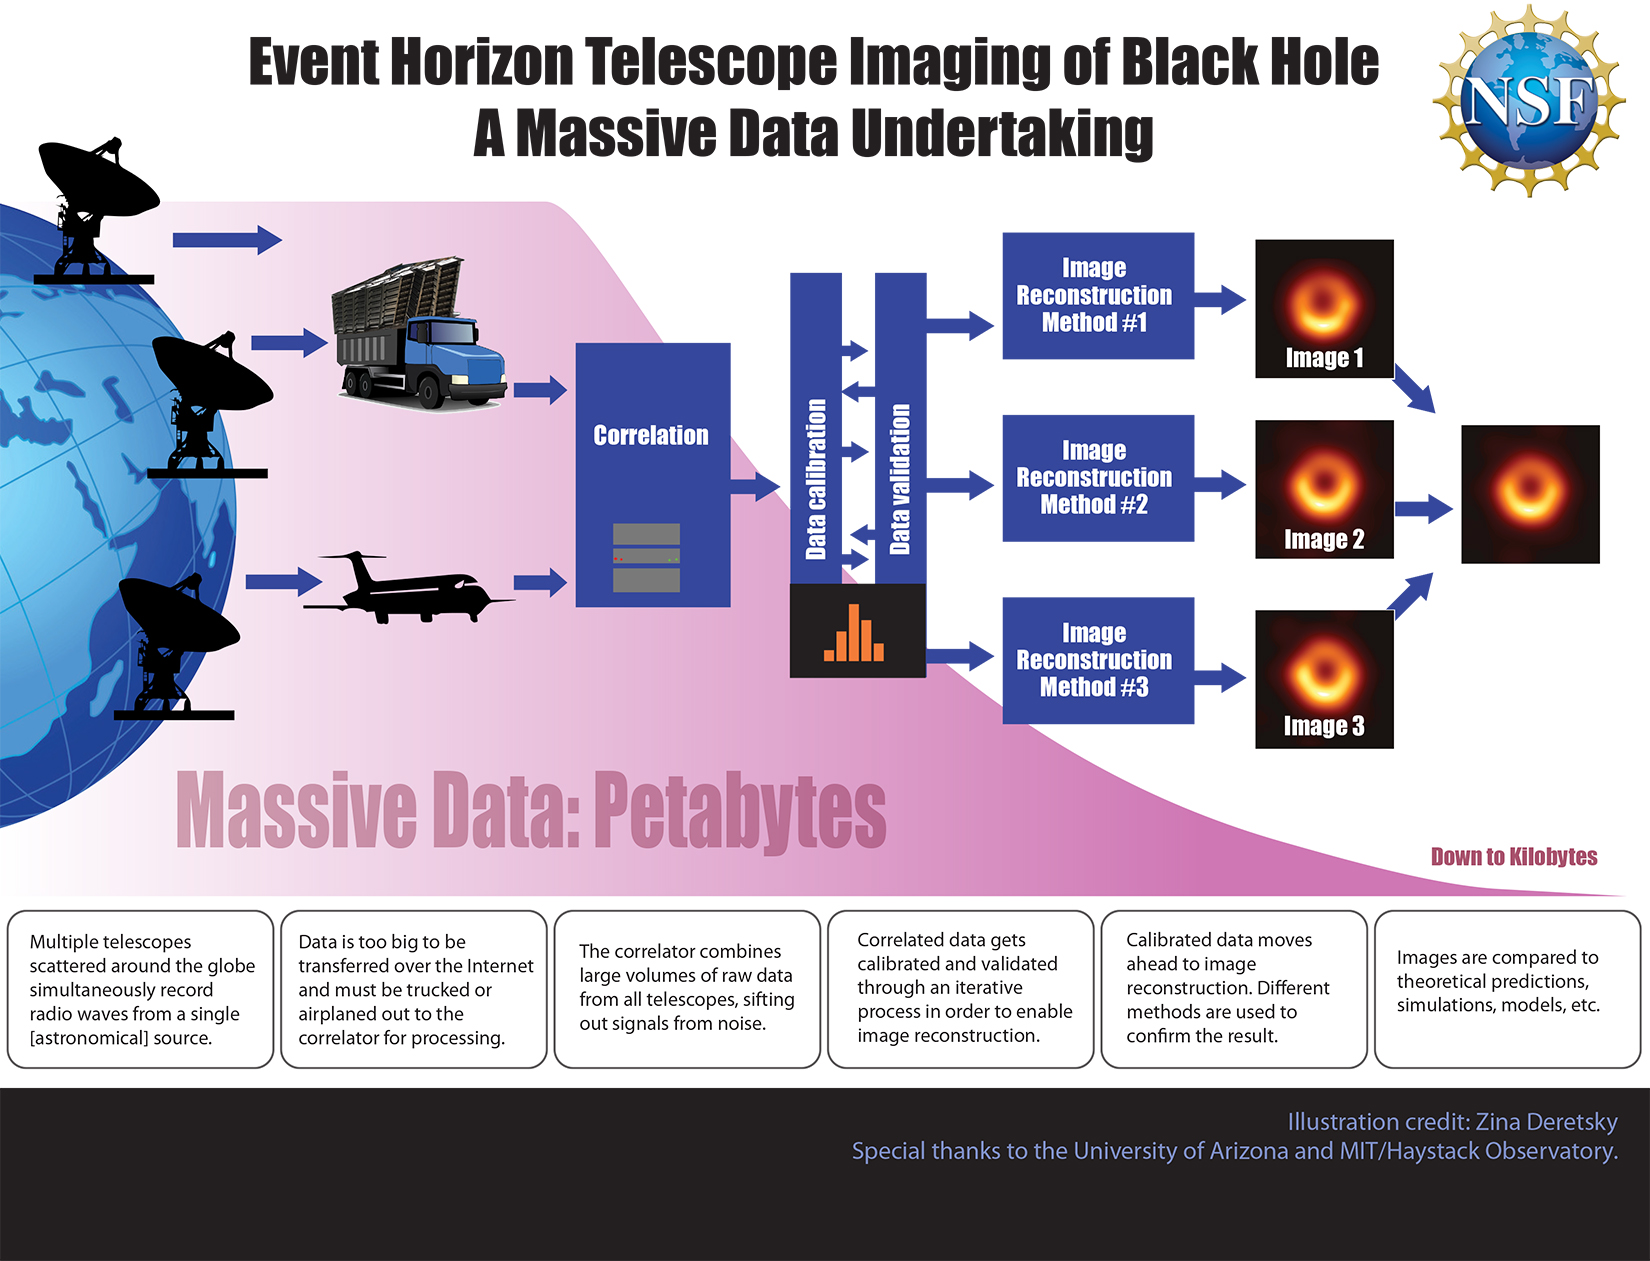 Event Horizon Telescope Imaging of Black Hole
A Massive Data Undertaking
NSF
Correlation
Data calibration
Data validation
Image
Reconstruction
Method #1
Image 1
Image
Reconstruction
Method #2
Image 2
Image
Reconstruction
Method #3
Image 3
Massive Data: Petabytes
Down to Kilobytes
Multiple telescopes
scattered around the globe
simultaneously record
radio waves from a single
[astronomical] source.
Data is too big to be
transferred over the Internet
and must be trucked or
airplaned out to the
correlator for processing.
The correlator combines
large volumes of raw data
from all telescopes, sifting
out signals from noise.
Correlated data gets
calibrated and validated
through an iterative
process in order to enable
image reconstruction.
Calibrated data moves
ahead to image
reconstruction. Different
methods are used to
confirm the result.
Images are compared to
theoretical predictions,
simulations, models, etc.
Illustration credit: Zina Deretsky
Special thanks to the University of Arizona and MIT/Haystack Observatory.